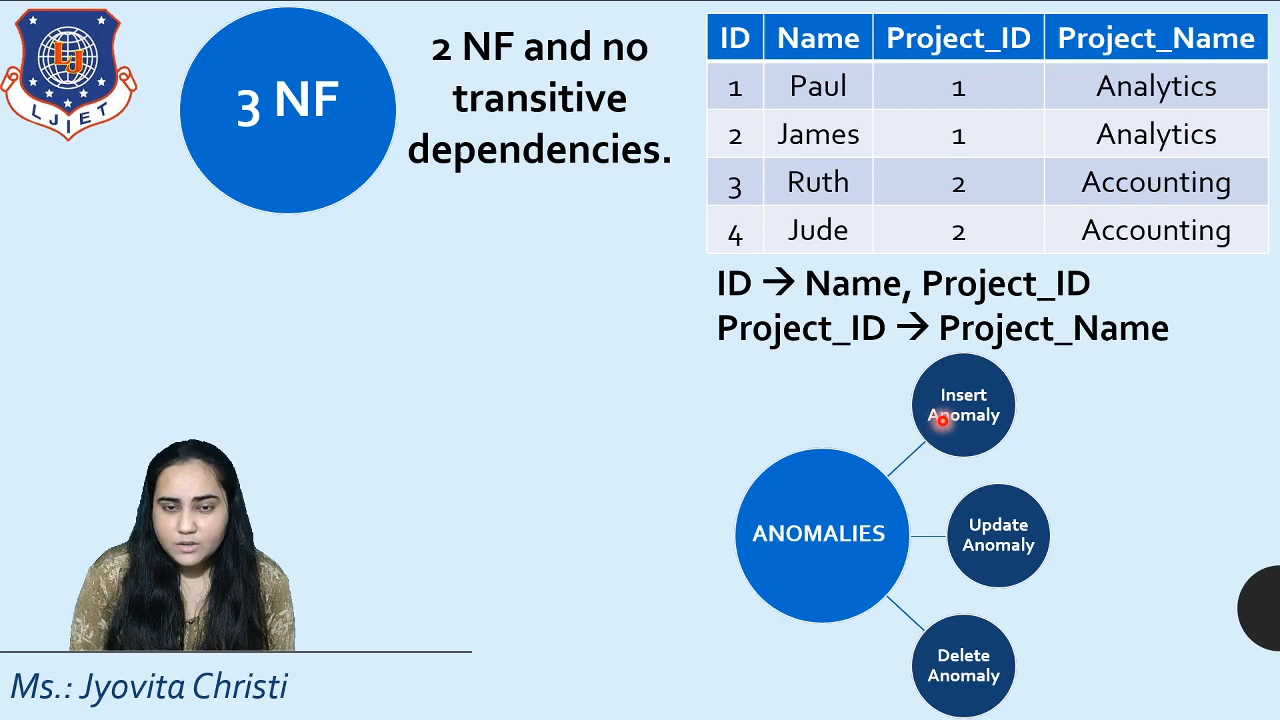 LJ
LJIET
3 NF
2 NF and no
transitive
dependencies.
ID Name Project_ID Project_Name
1 Paul 1 Analytics
2 James 1 Analytics
3 Ruth 2 Accounting
4 Jude 2 Accounting
ID → Name, Project_ID
Project_ID → Project_Name
Insert
Anomaly
ANOMALIES
Update
Anomaly
Delete
Anomaly
Ms.: Jyovita Christi